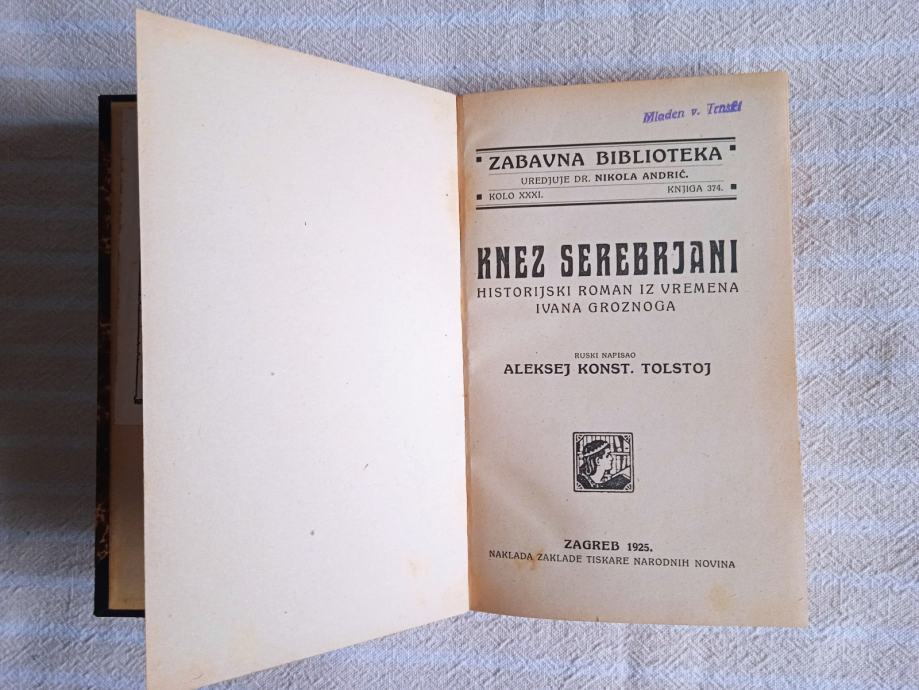 Mladen v. Trnski
ZABAVNA BIBLIOTEKA
UREDJUJE DR. NIKOLA ANDRIĆ.
KOLO XXXI. KNJIGA 374.
KNEZ SEREBRJANI
HISTORIJSKI ROMAN IZ VREMENA
IVANA GROZNOGA
RUSKI NAPISAO
ALEKSEJ KONST. TOLSTOJ
ZAGREB 1925.
NAKLADA ZAKLADE TISKARE NARODNIH NOVINA